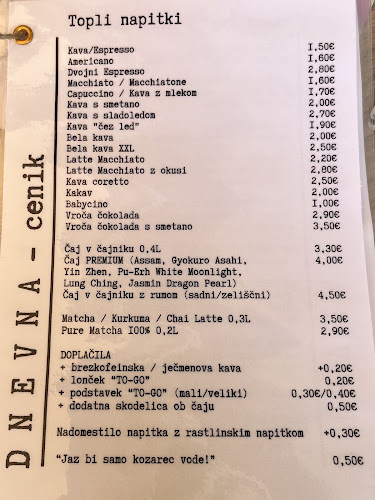 Topli napitki
Kava/Espresso 1,50€
Americano 1,60€
Dvojni Espresso 2,80€
Macchiato / Macchiatone 1,60€
Capuccino / Kava z mlekom 1,70€
Kava s smetano 2,00€
Kava s sladoledom 2,70€
Kava "čez led" 1,90€
Bela kava 2,00€
Bela kava XXL 2,50€
Latte Macchiato 2,20€
Latte Macchiato z okusi 2,80€
Kava coretto 2,50€
Kakav 2,00€
Babycino 1,00€
Vroča čokolada 2,90€
Vroča čokolada s smetano 3,50€
Čaj v čajniku 0,4L 3,30€
Čaj PREMIUM (Assam, Gyokuro Asahi, 4,00€
Yin Zhen, Pu-Erh White Moonlight,
Lung Ching, Jasmin Dragon Pearl)
Čaj v čajniku z rumom (sadni/zeliščni) 4,50€
Matcha / Kurkuma / Chai Latte 0,3L 3,50€
Pure Matcha 100% 0,2L 2,90€
DOPLAČILA
+ brezkofeinska / ječmenova kava +0,20€
+ lonček "TO-GO" 0,20€
+ podstavek "TO-GO" (mali/veliki) 0,30€/0,40€
+ dodatna skodelica ob čaju 0,50€
Nadomestilo napitka z rastlinskim napitkom +0,30€
"Jaz bi samo kozarec vode!" 0,50€
DNEVNA - cenik